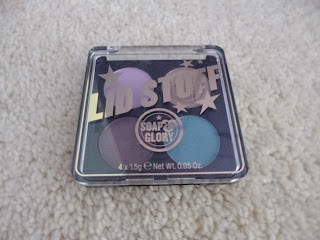 LID STUFF
SOAP &
GLORY
4 x 1.5g ℮ Net Wt. 0.05 Oz.